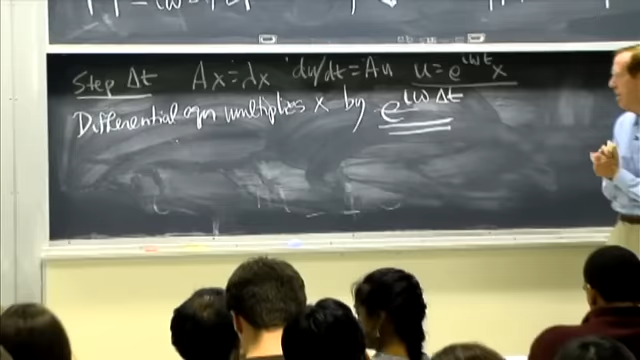 Step Δt Ax = λx du/dt = Au u = e^{iωt} x
Differential eqn multiplies x by e^{iωΔt}